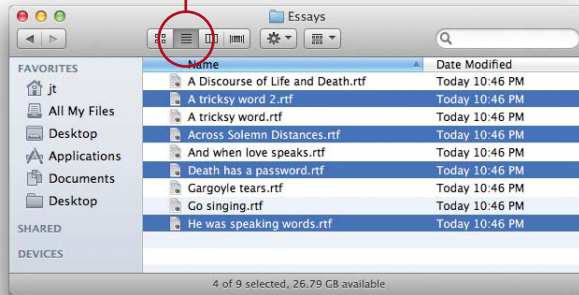 Essays
FAVORITES
jt
All My Files
Desktop
Applications
Documents
Desktop
SHARED
DEVICES
Name Date Modified
A Discourse of Life and Death.rtf Today 10:46 PM
A tricksy word 2.rtf Today 10:46 PM
A tricksy word.rtf Today 10:46 PM
Across Solemn Distances.rtf Today 10:46 PM
And when love speaks.rtf Today 10:46 PM
Death has a password.rtf Today 10:46 PM
Gargoyle tears.rtf Today 10:46 PM
Go singing.rtf Today 10:46 PM
He was speaking words.rtf Today 10:46 PM
4 of 9 selected, 26.79 GB available